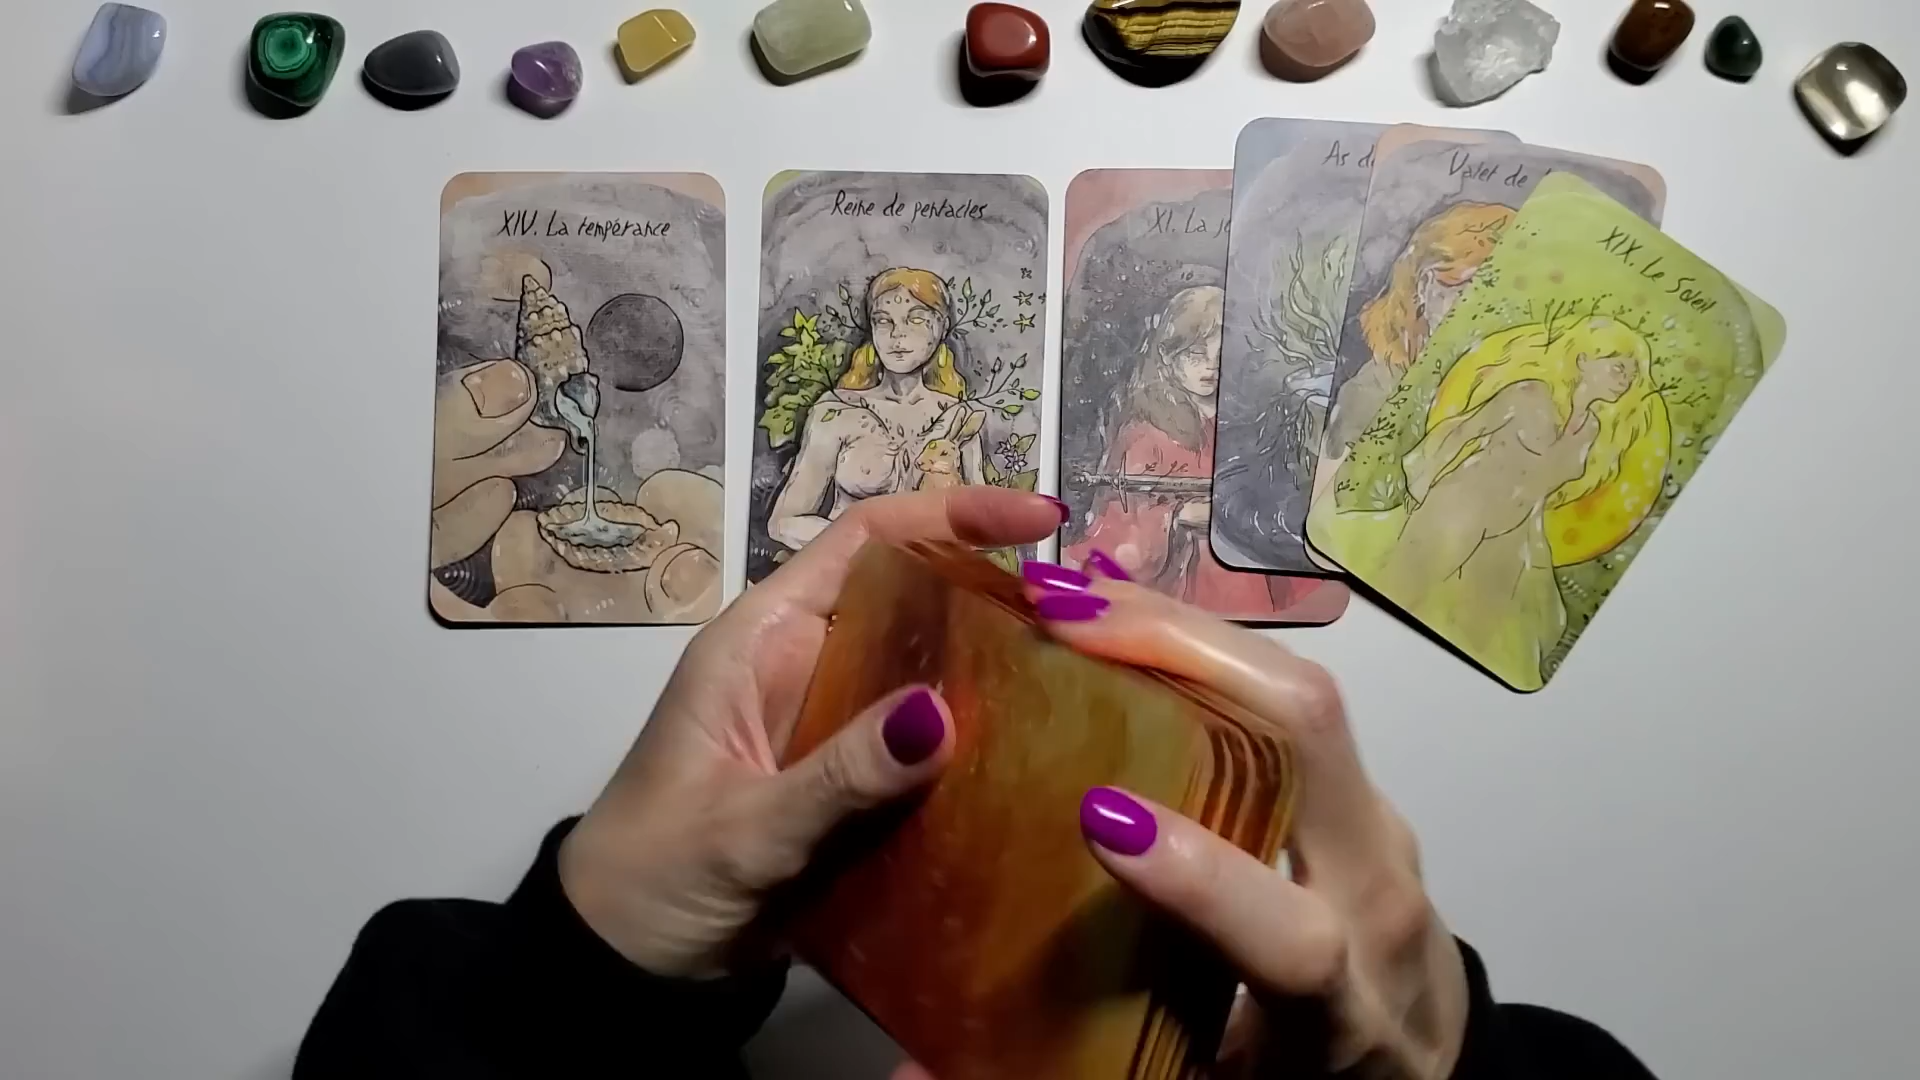 XIV. La tempérance
Reine de pentacles
XI. La
As
Valet de
XIX. Le Soleil